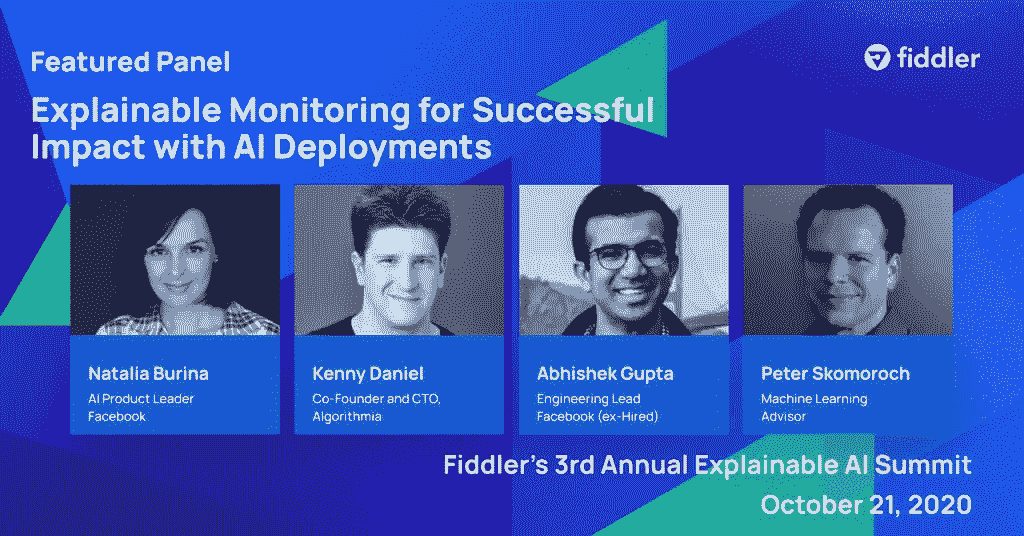 Featured Panel
fiddler
Explainable Monitoring for Successful
Impact with AI Deployments
Natalia Burina
AI Product Leader
Facebook
Kenny Daniel
Co-Founder and CTO,
Algorithmia
Abhishek Gupta
Engineering Lead
Facebook (ex-Hired)
Peter Skomoroch
Machine Learning
Advisor
Fiddler's 3rd Annual Explainable AI Summit
October 21, 2020